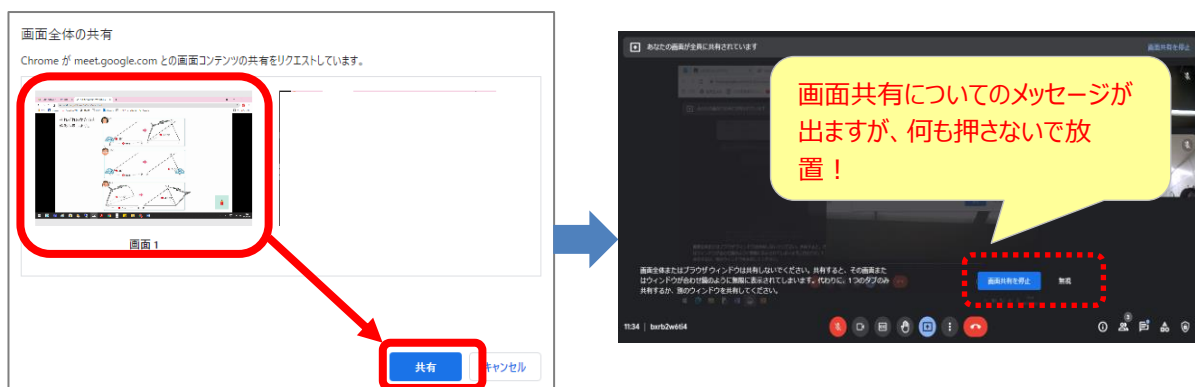 画面全体の共有
Chrome が meet.google.com との画面コンテンツの共有をリクエストしています。
画面 1
共有
キャンセル
あなたの画面が全員に共有されています
画面共有を停止
画面共有についてのメッセージが
出ますが、何も押さないで放
置！
画面全体またはブラウザ ウィンドウは共有しないでください。共有すると、その画面また
はウィンドウが合わせ鏡のように無限に表示されてしまいます。代わりに、1つのタブのみ
共有するか、別のウィンドウを共有してください。
画面共有を停止
無視
11:34
3